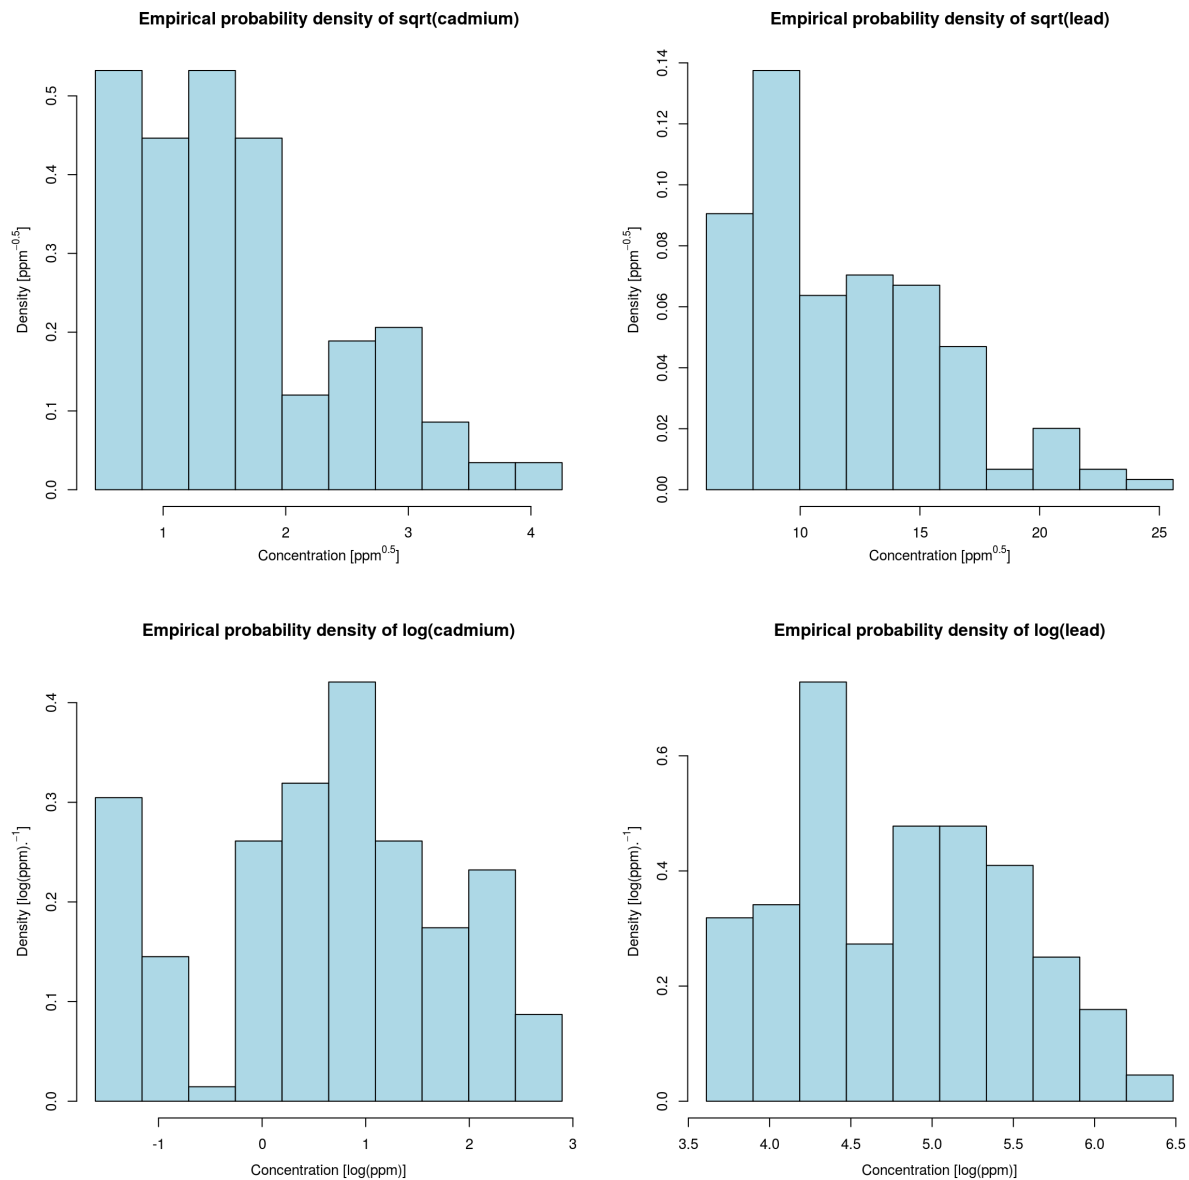 Empirical probability density of sqrt(cadmium)
Density [ppm⁻⁰·⁵]
0.0 0.1 0.2 0.3 0.4 0.5
1 2 3 4
Concentration [ppm⁰·⁵]
Empirical probability density of sqrt(lead)
Density [ppm⁻⁰·⁵]
0.00 0.02 0.04 0.06 0.08 0.10 0.12 0.14
10 15 20 25
Concentration [ppm⁰·⁵]
Empirical probability density of log(cadmium)
Density [log(ppm).⁻¹]
0.0 0.1 0.2 0.3 0.4
-1 0 1 2 3
Concentration [log(ppm)]
Empirical probability density of log(lead)
Density [log(ppm).⁻¹]
0.0 0.2 0.4 0.6
3.5 4.0 4.5 5.0 5.5 6.0 6.5
Concentration [log(ppm)]